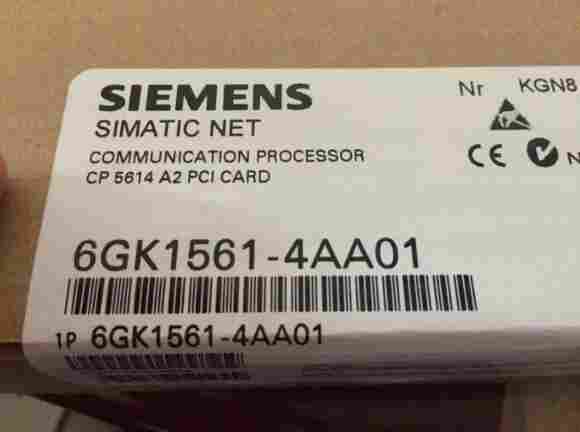 SIEMENS
SIMATIC NET
COMMUNICATION PROCESSOR
CP 5614 A2 PCI CARD
Nr KGN8
CE N
6GK1561-4AA01
1P 6GK1561-4AA01